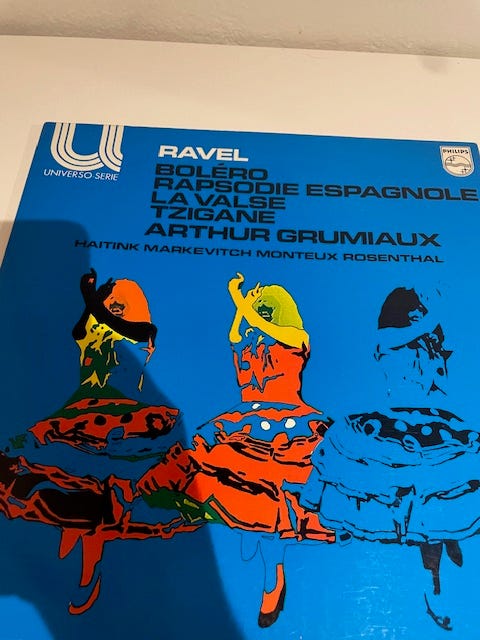 UNIVERSO SERIE
RAVEL
BOLÉRO
RAPSODIE ESPAGNOLE
LA VALSE
TZIGANE
ARTHUR GRUMIAUX
HAITINK MARKEVITCH MONTEUX ROSENTHAL
PHILIPS